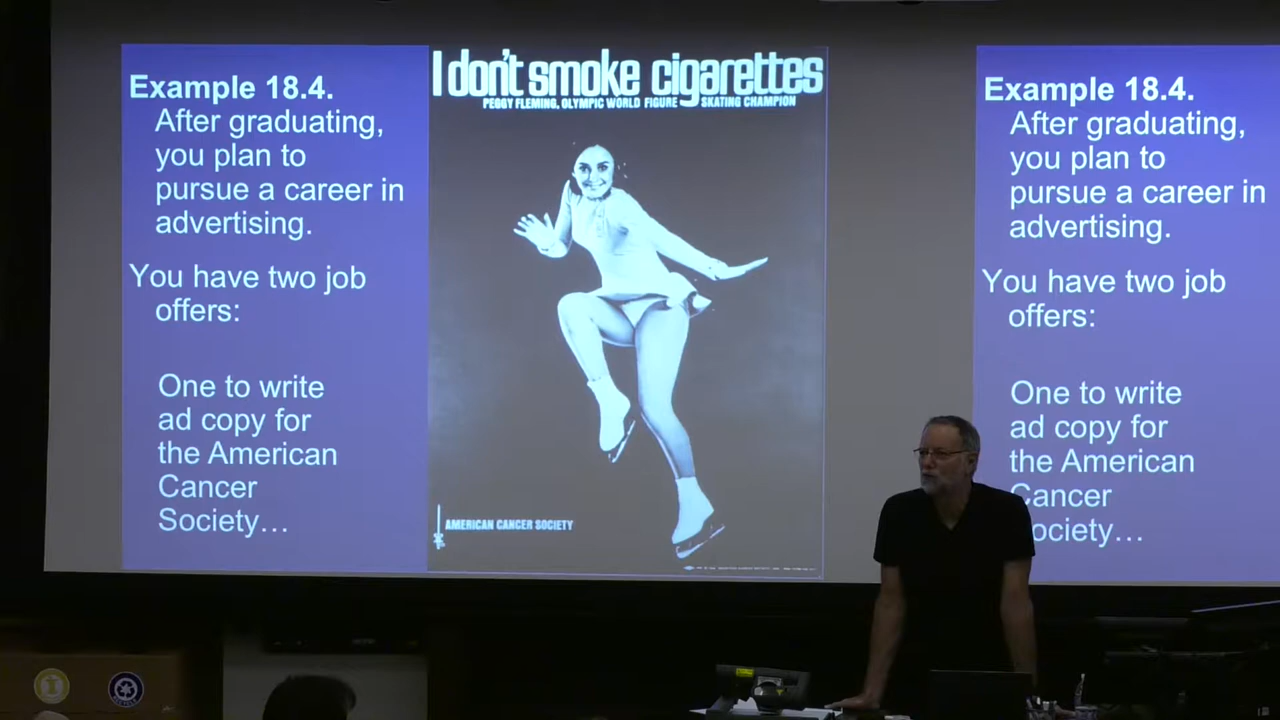 Example 18.4.
After graduating,
you plan to
pursue a career in
advertising.
You have two job
offers:
One to write
ad copy for
the American
Cancer
Society…
I don't smoke cigarettes
PEGGY FLEMING, OLYMPIC WORLD FIGURE SKATING CHAMPION
AMERICAN CANCER SOCIETY
Example 18.4.
After graduating,
you plan to
pursue a career in
advertising.
You have two job
offers:
One to write
ad copy for
the American
Cancer
ociety…